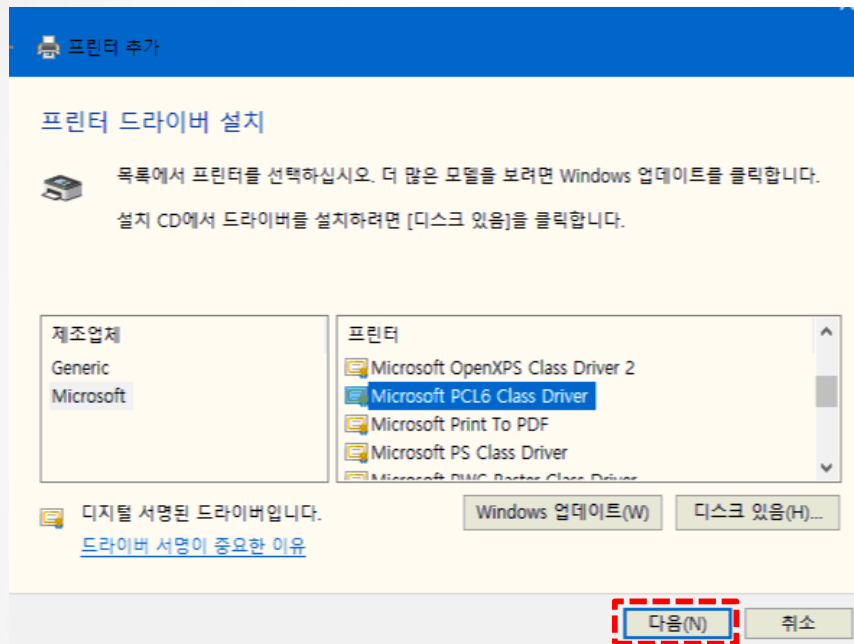 프린터 추가
프린터 드라이버 설치
목록에서 프린터를 선택하십시오. 더 많은 모델을 보려면 Windows 업데이트를 클릭합니다.
설치 CD에서 드라이버를 설치하려면 [디스크 있음]을 클릭합니다.
제조업체
Generic
Microsoft
프린터
Microsoft OpenXPS Class Driver 2
Microsoft PCL6 Class Driver
Microsoft Print To PDF
Microsoft PS Class Driver
Microsoft PWG Raster Class Driver
디지털 서명된 드라이버입니다.
드라이버 서명이 중요한 이유
Windows 업데이트(W)
디스크 있음(H)...
다음(N)
취소